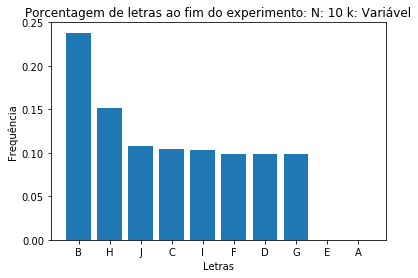 Porcentagem de letras ao fim do experimento: N: 10 k: Variável
0.25
0.20
0.15
0.10
0.05
0.00
Frequência
B H J C I F D G E A
Letras